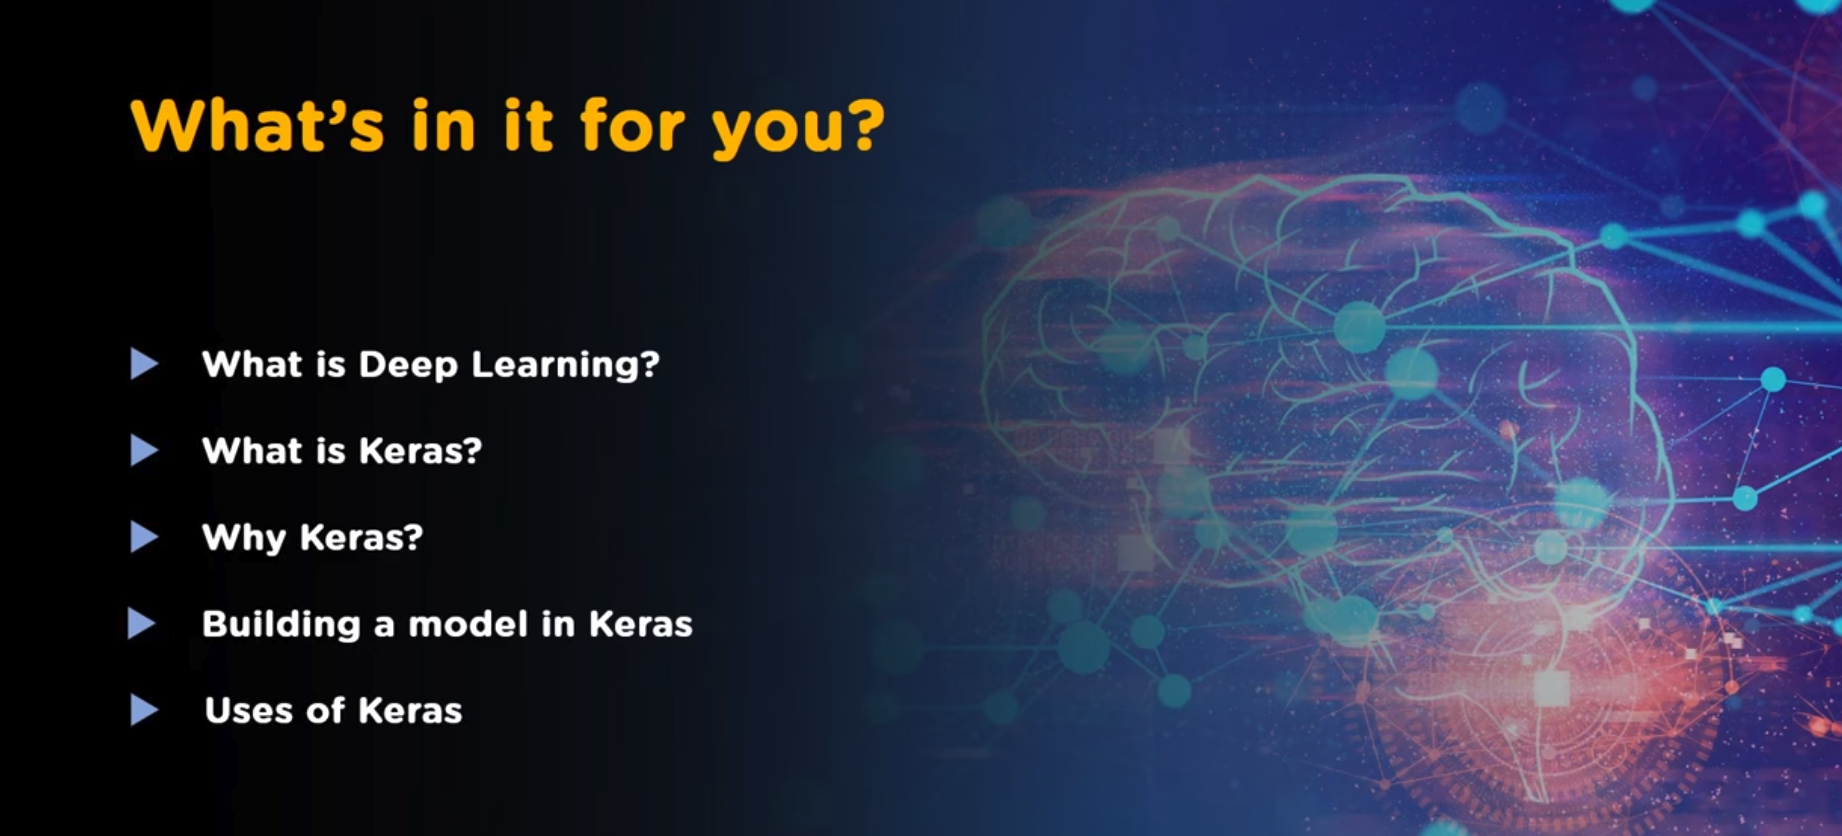 What's in it for you?
What is Deep Learning?
What is Keras?
Why Keras?
Building a model in Keras
Uses of Keras